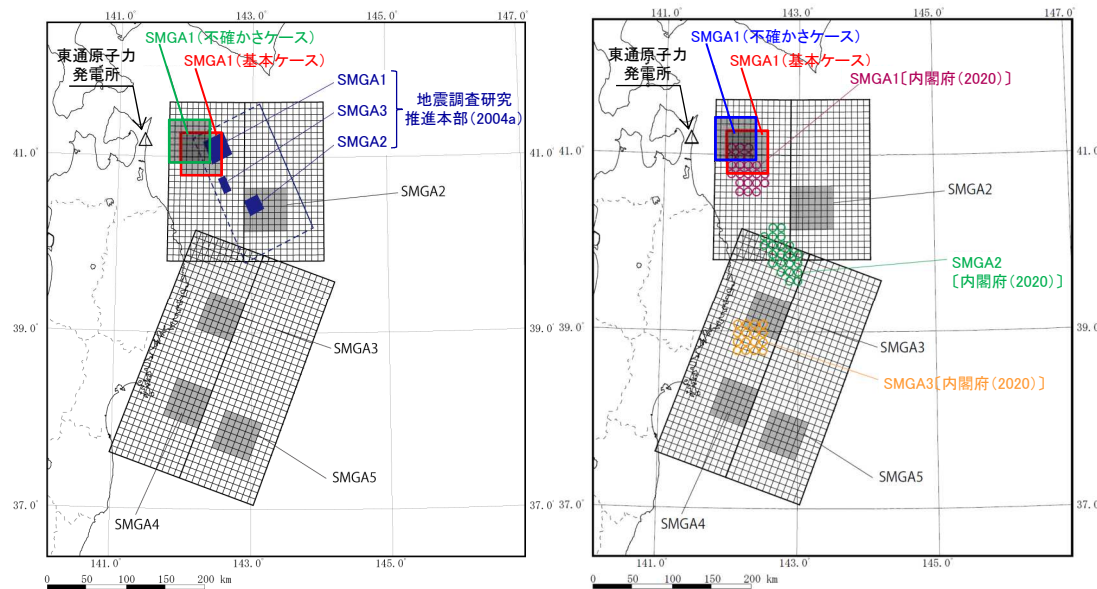 141.0°
143.0°
145.0°
147.0°
SMGA1(不確かさケース)
東通原子力
発電所
SMGA1(基本ケース)
SMGA1
SMGA3
SMGA2
地震調査研究
推進本部(2004a)
41.0°
SMGA2
39.0°
SMGA3
SMGA5
37.0°
SMGA4
141.0°
143.0°
145.0°
0 50 100 150 200 km
141.0°
143.0°
145.0°
147.0°
SMGA1(不確かさケース)
東通原子力
発電所
SMGA1(基本ケース)
SMGA1[内閣府(2020)]
41.0°
41.0°
SMGA2
SMGA2
[内閣府(2020)]
39.0°
39.0°
SMGA3
SMGA3[内閣府(2020)]
SMGA5
37.0°
37.0°
SMGA4
141.0°
143.0°
145.0°
0 50 100 150 200 km